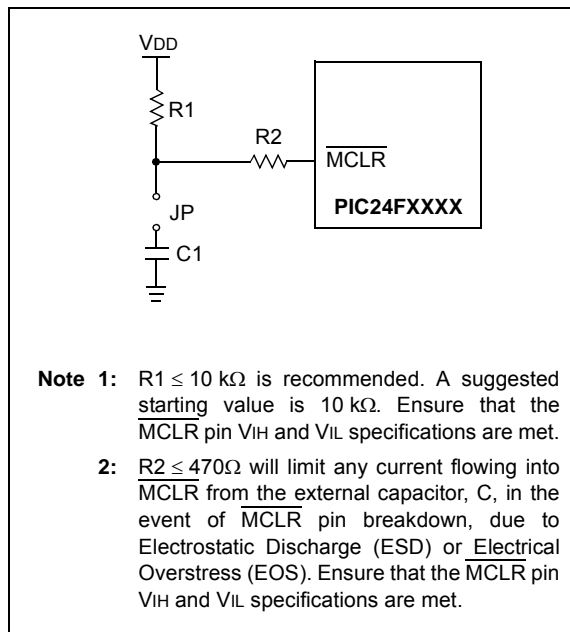 VDD
R1
R2
MCLR
JP
PIC24FXXXX
C1
Note 1: R1 ≤ 10 kΩ is recommended. A suggested
starting value is 10 kΩ. Ensure that the
MCLR pin VIH and VIL specifications are met.
2: R2 ≤ 470Ω will limit any current flowing into
MCLR from the external capacitor, C, in the
event of MCLR pin breakdown, due to
Electrostatic Discharge (ESD) or Electrical
Overstress (EOS). Ensure that the MCLR pin
VIH and VIL specifications are met.